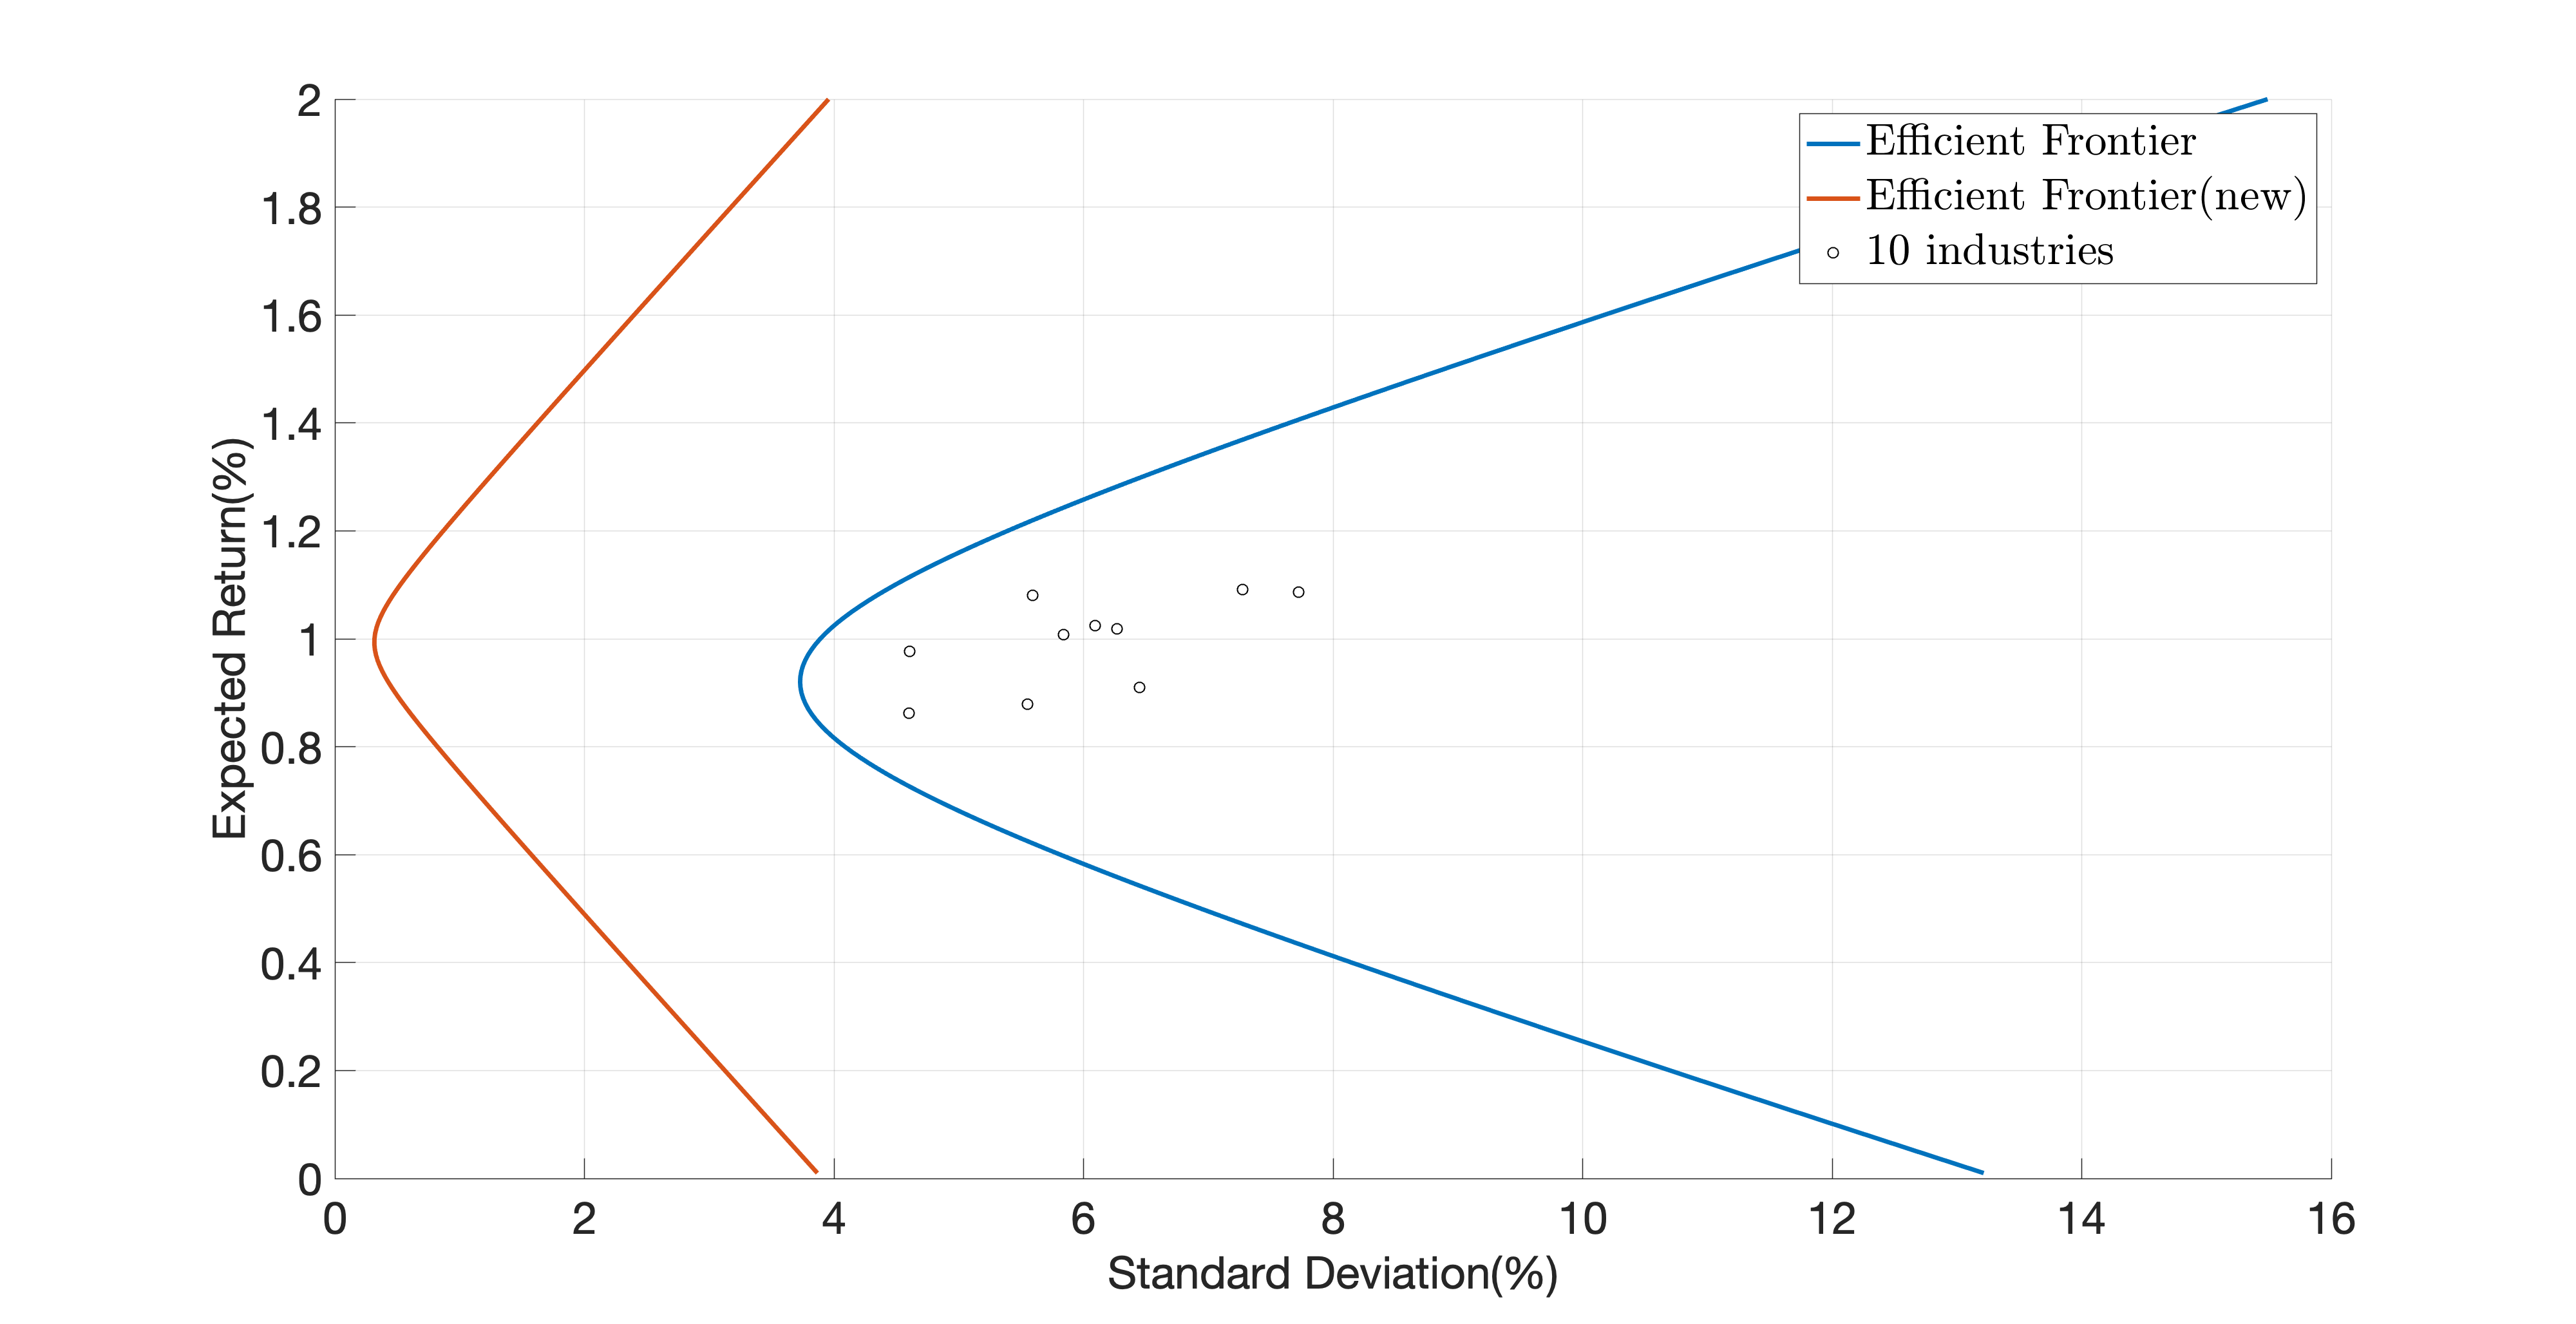 2
1.8
1.6
1.4
1.2
1
0.8
0.6
0.4
0.2
0
Expected Return(%)
Efficient Frontier
Efficient Frontier(new)
10 industries
0 2 4 6 8 10 12 14 16
Standard Deviation(%)